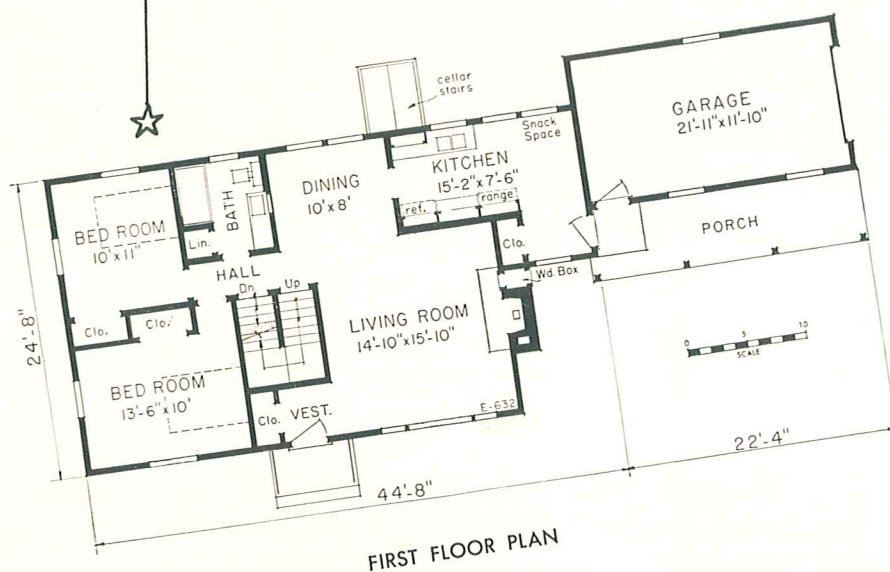 cellar
stairs
GARAGE
21'-11"x11'-10"
Snack
Space
KITCHEN
15'-2"x7'-6"
DINING
10'x8'
ref.
range
BATH
BED ROOM
10'x11"
Lin.
PORCH
Clo.
HALL
Wd. Box
Dn.
Up
LIVING ROOM
14'-10"x15'-10"
Clo.
Clo.
24'-8"
BED ROOM
13'-6"x10'
0 5 10
SCALE
Clo.
VEST.
E-632
22'-4"
44'-8"
FIRST FLOOR PLAN